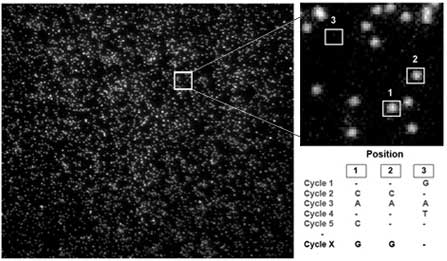 3
2
1
Position
1 2 3
Cycle 1 - - G
Cycle 2 C C -
Cycle 3 A A A
Cycle 4 - - T
Cycle 5 C - -
-
Cycle X G G -